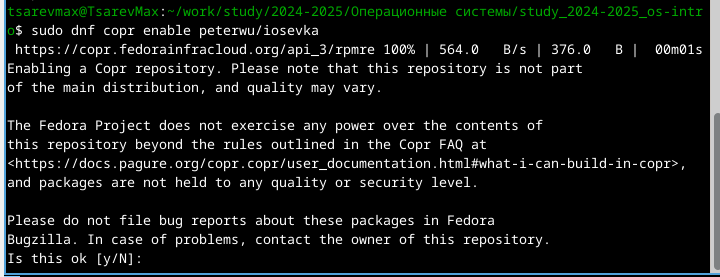 tsarevmax@TsarevMax:~/work/study/2024-2025/Операционные системы/study_2024-2025_os-intr
o$ sudo dnf copr enable peterwu/iosevka
https://copr.fedorainfracloud.org/api_3/rpmre 100% | 564.0   B/s | 376.0   B |  00m01s
Enabling a Copr repository. Please note that this repository is not part
of the main distribution, and quality may vary.

The Fedora Project does not exercise any power over the contents of
this repository beyond the rules outlined in the Copr FAQ at
<https://docs.pagure.org/copr.copr/user_documentation.html#what-i-can-build-in-copr>,
and packages are not held to any quality or security level.

Please do not file bug reports about these packages in Fedora
Bugzilla. In case of problems, contact the owner of this repository.
Is this ok [y/N]: